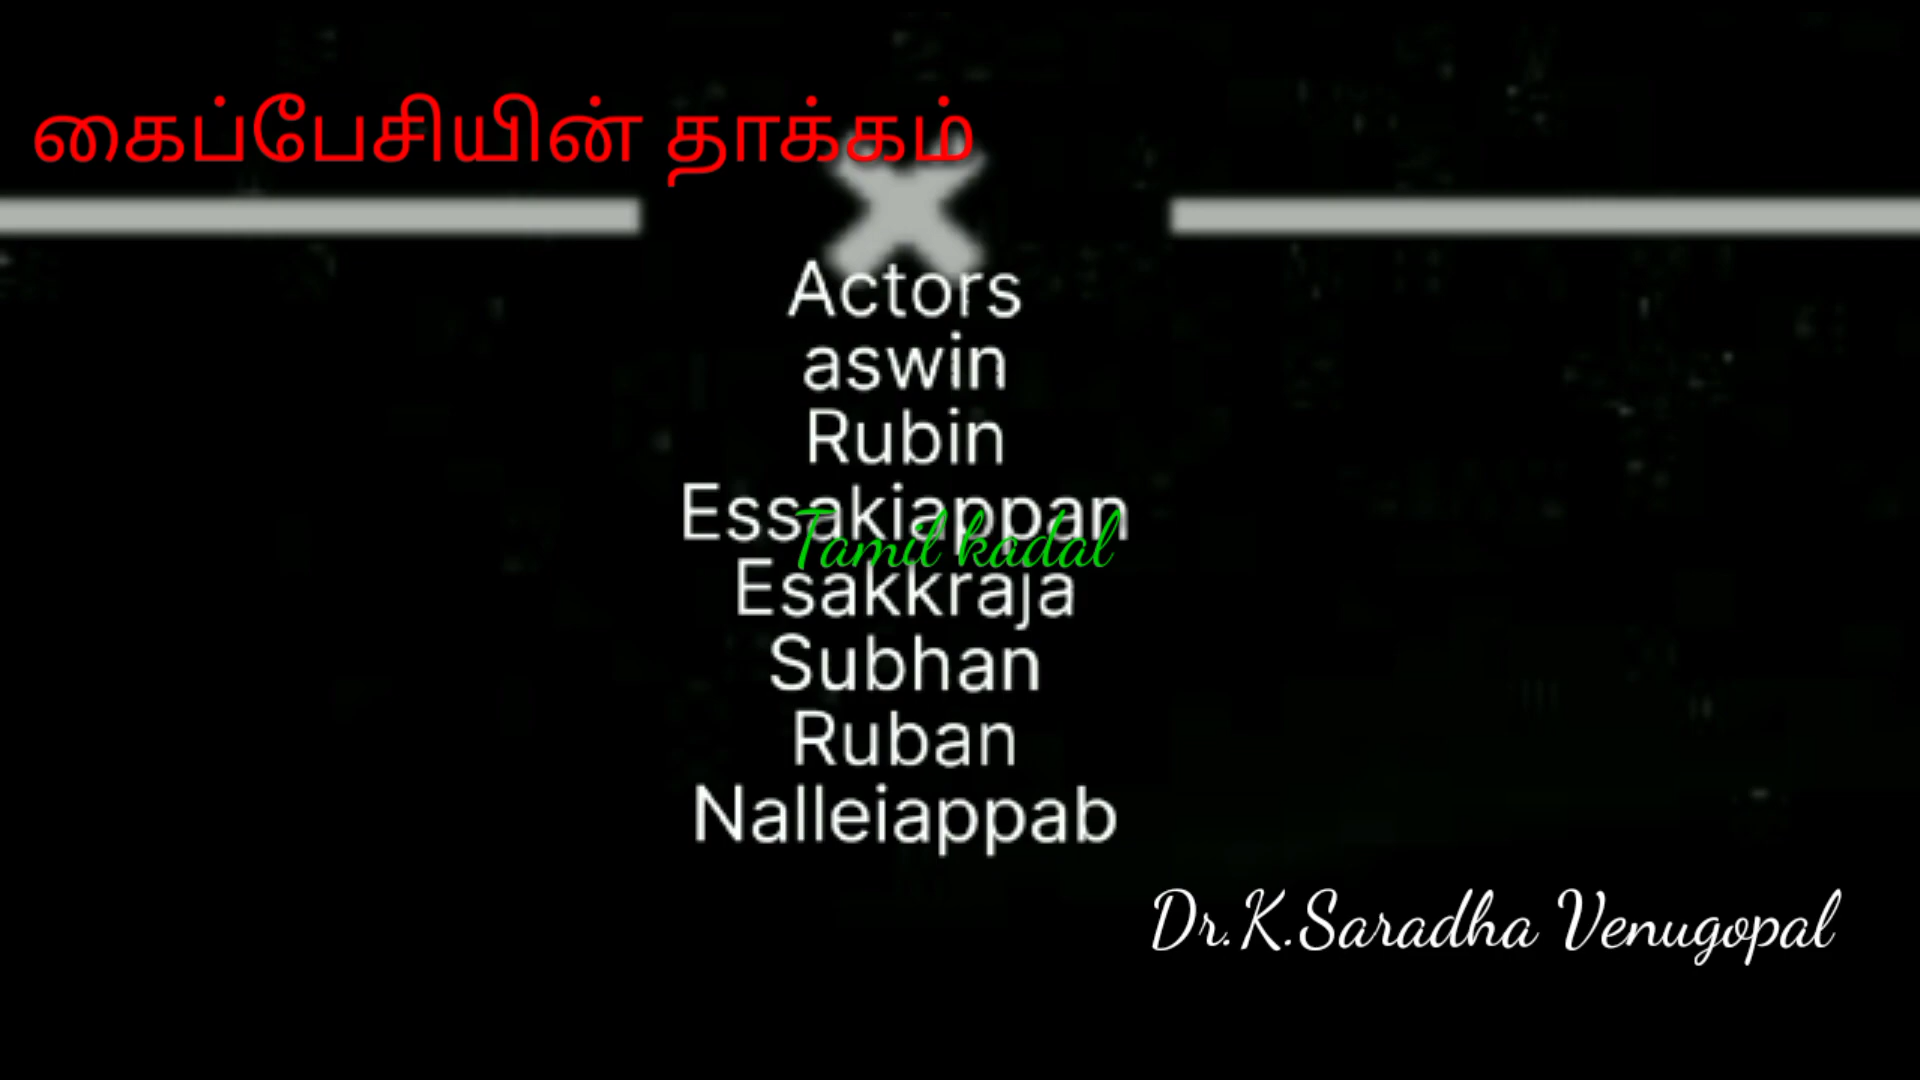 கைப்பேசியின் தாக்கம்
Actors
aswin
Rubin
Essakiappan
Tamil kadal
Esakkraja
Subhan
Ruban
Nalleiappab
Dr.K.Saradha Venugopal